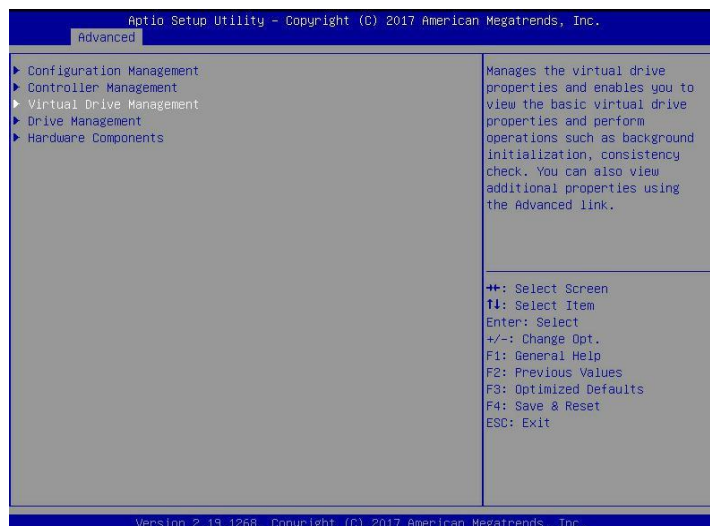 Aptio Setup Utility – Copyright (C) 2017 American Megatrends, Inc.
Advanced
▶ Configuration Management
▶ Controller Management
▶ Virtual Drive Management
▶ Drive Management
▶ Hardware Components
Manages the virtual drive
properties and enables you to
view the basic virtual drive
properties and perform
operations such as background
initialization, consistency
check. You can also view
additional properties using
the Advanced link.
→←: Select Screen
↑↓: Select Item
Enter: Select
+/-: Change Opt.
F1: General Help
F2: Previous Values
F3: Optimized Defaults
F4: Save & Reset
ESC: Exit
Version 2.19.1268. Copyright (C) 2017 American Megatrends, Inc.